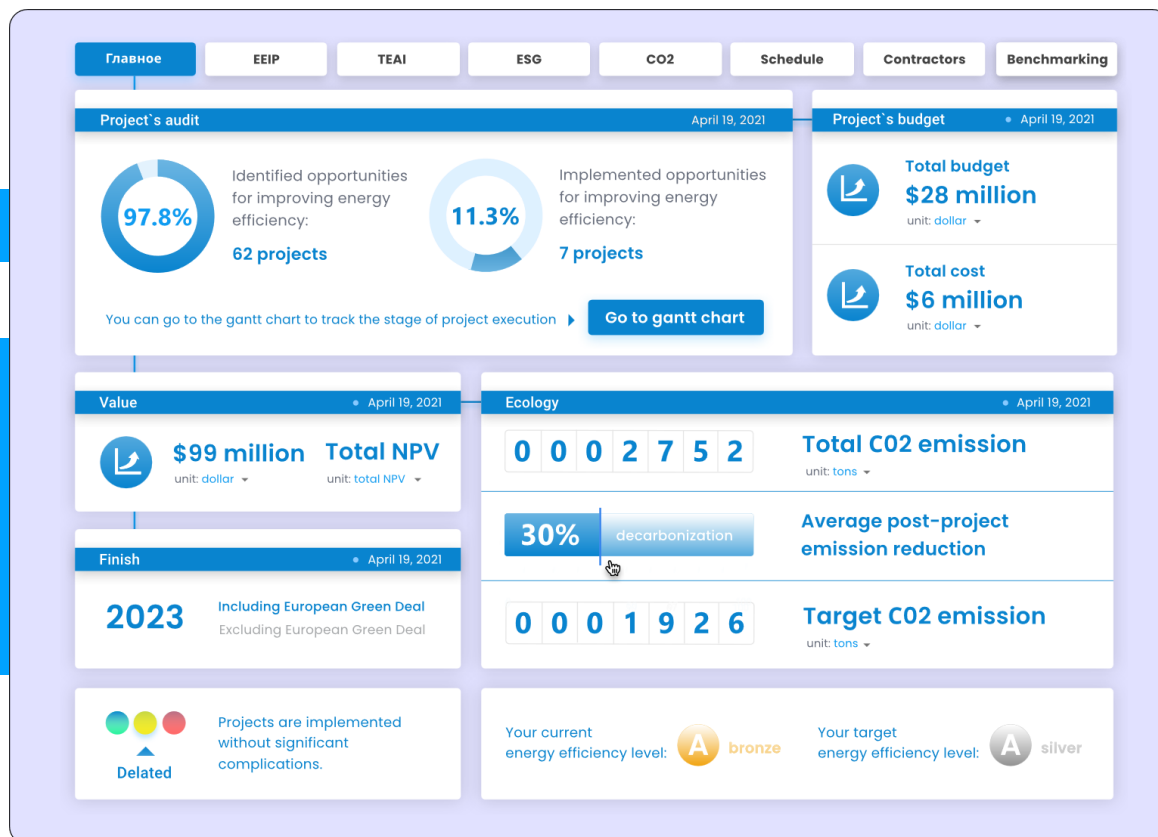 Главное
EEIP
TEAI
ESG
CO2
Schedule
Contractors
Benchmarking
Project`s audit
April 19, 2021
97.8%
Identified opportunities
for improving energy
efficiency:
62 projects
11.3%
Implemented opportunities
for improving energy
efficiency:
7 projects
You can go to the gantt chart to track the stage of project execution
Go to gantt chart
Project`s budget
April 19, 2021
Total budget
$28 million
unit: dollar
Total cost
$6 million
unit: dollar
Value
April 19, 2021
$99 million
unit: dollar
Total NPV
unit: total NPV
Ecology
April 19, 2021
0 0 0 2 7 5 2
Total C02 emission
unit: tons
30%
decarbonization
Average post-project
emission reduction
0 0 0 1 9 2 6
Target C02 emission
unit: tons
Finish
April 19, 2021
2023
Including European Green Deal
Excluding European Green Deal
Delated
Projects are implemented
without significant
complications.
Your current
energy efficiency level:
A
bronze
Your target
energy efficiency level:
A
silver